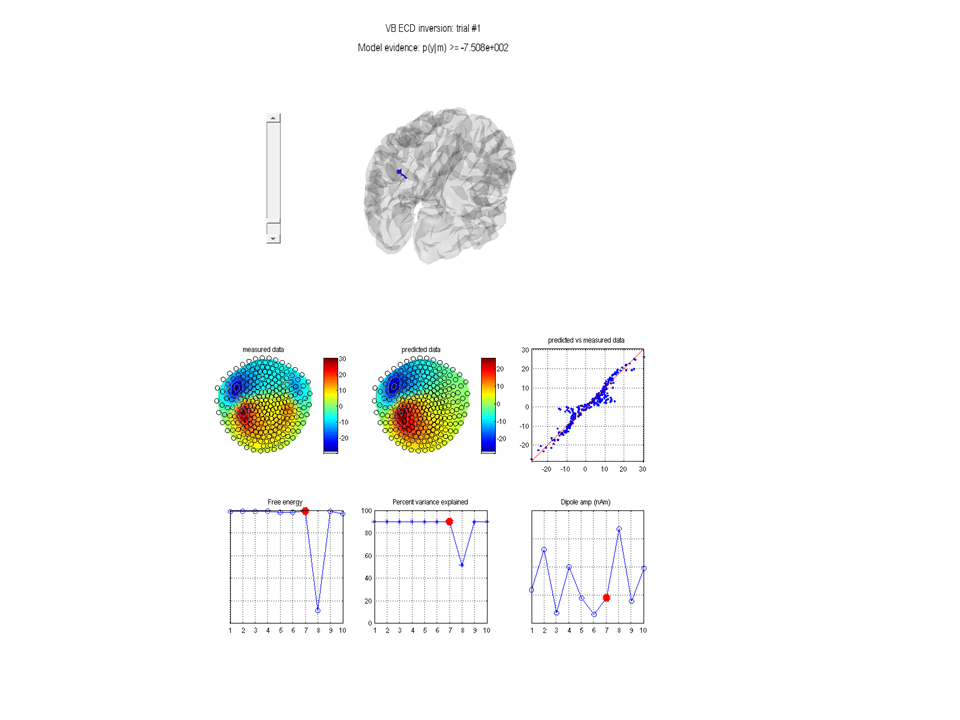 VB ECD inversion: trial #1
Model evidence: p(y|m) >= -7.508e+002
measured data
30
20
10
0
-10
-20
predicted data
20
10
0
-10
-20
predicted vs measured data
30
20
10
0
-10
-20
-20 -10 0 10 20 30
Free energy
1 2 3 4 5 6 7 8 9 10
Percent variance explained
100
80
60
40
20
0
1 2 3 4 5 6 7 8 9 10
Dipole amp (nAm)
1 2 3 4 5 6 7 8 9 10